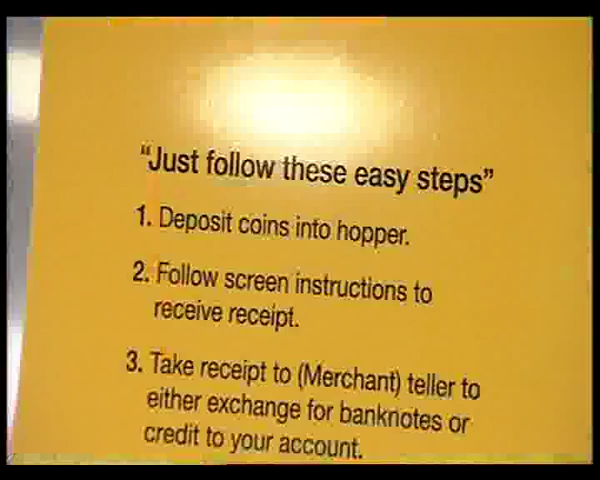 “Just follow these easy steps”
1. Deposit coins into hopper.
2. Follow screen instructions to
receive receipt.
3. Take receipt to (Merchant) teller to
either exchange for banknotes or
credit to your account.